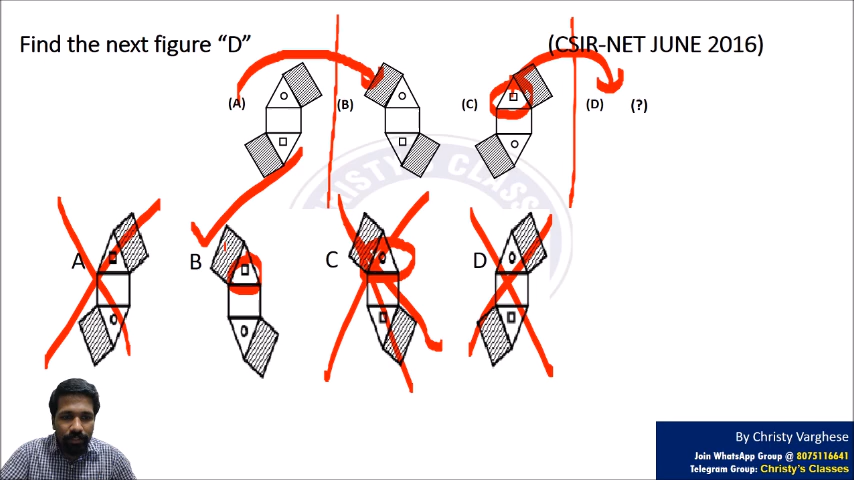 Find the next figure “D”
(CSIR-NET JUNE 2016)
(A)
(B)
(C)
(D)
(?)
A
B
C
D
By Christy Varghese
Join WhatsApp Group @ 8075116641
Telegram Group: Christy's Classes